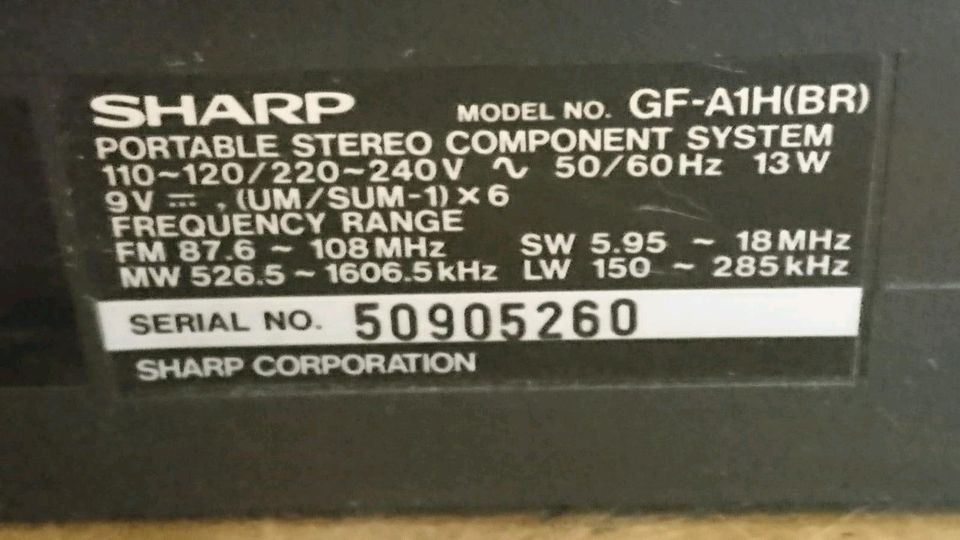 SHARP MODEL NO. GF-A1H(BR)
PORTABLE STEREO COMPONENT SYSTEM
110~120/220~240V ∿ 50/60Hz 13W
9V ⎓, (UM/SUM-1)×6
FREQUENCY RANGE
FM 87.6 ~ 108MHz SW 5.95 ~ 18MHz
MW 526.5~1606.5kHz LW 150 ~ 285kHz
SERIAL NO. 50905260
SHARP CORPORATION